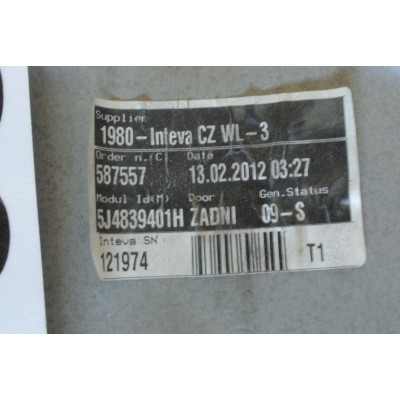 Supplier
1980-Inteva CZ WL-3
Order n.(C) Date
587557 13.02.2012 03:27
Modul Id(M) Door Gen.Status
5J4839401H ZADNI 09-S
Inteva SN
121974 T1